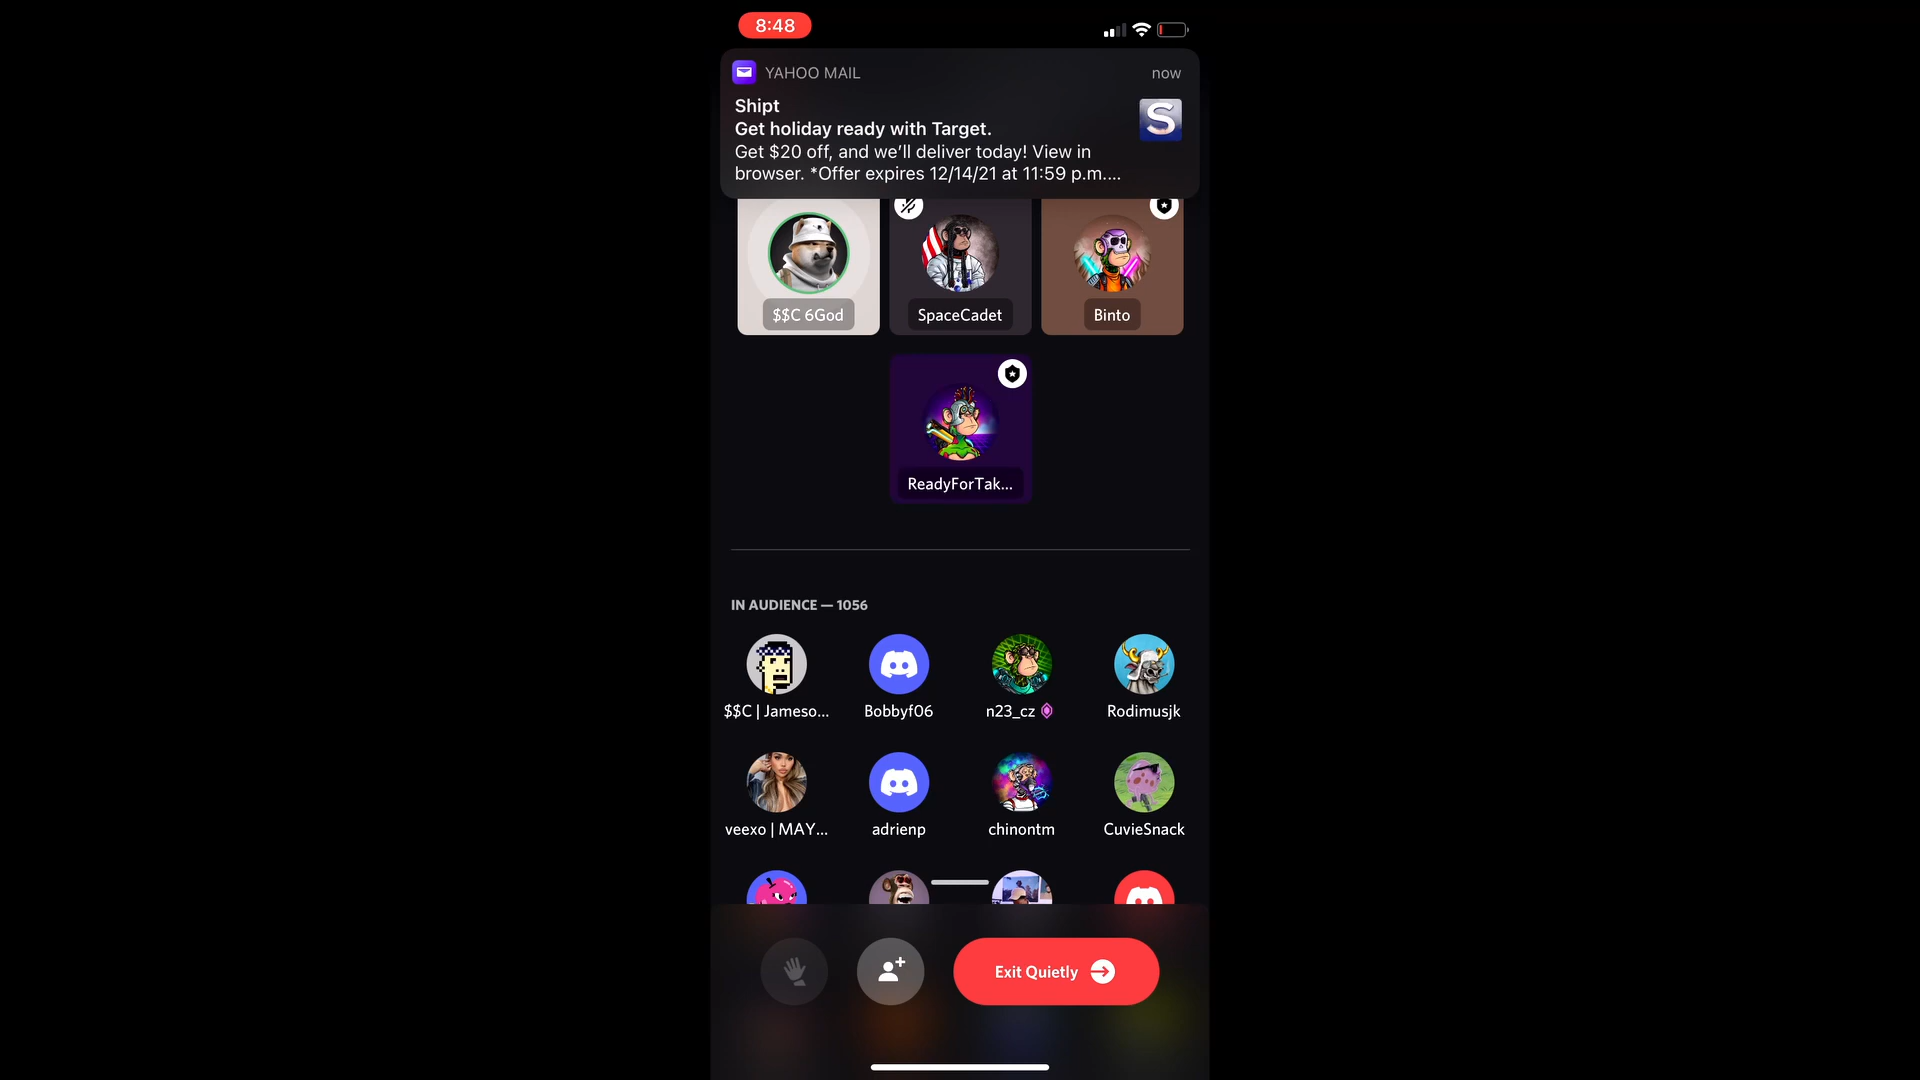 8:48
YAHOO MAIL
now
Shipt
Get holiday ready with Target.
Get $20 off, and we’ll deliver today! View in
browser. *Offer expires 12/14/21 at 11:59 p.m....
S
$$C 6God
SpaceCadet
Binto
ReadyForTak...
IN AUDIENCE — 1056
$$C | Jameso...
Bobbyf06
n23_cz
Rodimusjk
veexo | MAY...
adrienp
chinontm
CuvieSnack
Exit Quietly